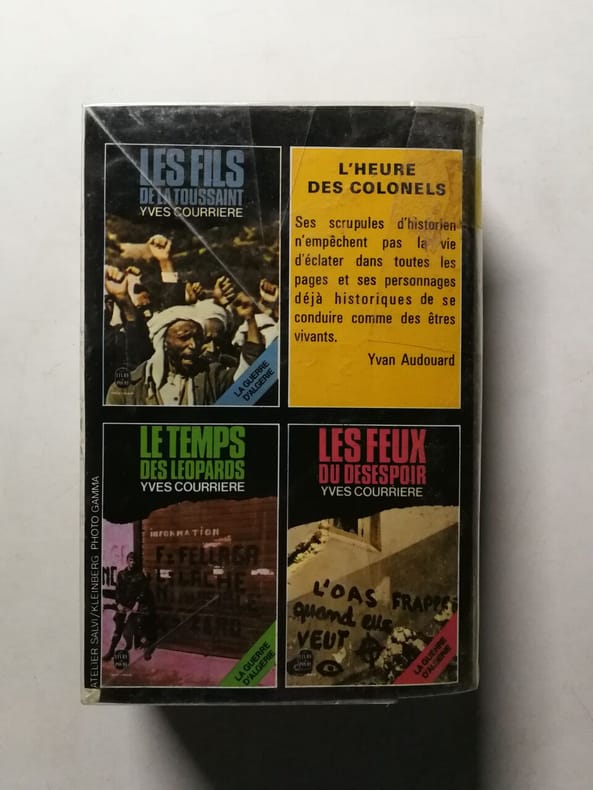 LES FILS
DE LA TOUSSAINT
YVES COURRIERE
LA GUERRE
D'ALGERIE
L'HEURE
DES COLONELS
Ses scrupules d'historien
n'empêchent pas la vie
d'éclater dans toutes les
pages et ses personnages
déjà historiques de se
conduire comme des êtres
vivants.
Yvan Audouard
LE TEMPS
DES LEOPARDS
YVES COURRIERE
INFORMATION
LA GUERRE
D'ALGERIE
LES FEUX
DU DESESPOIR
YVES COURRIERE
L'OAS FRAPPE
quand elle
VEUT
LA GUERRE
D'ALGERIE
ATELIER SALVI/KLEINBERG PHOTO GAMMA